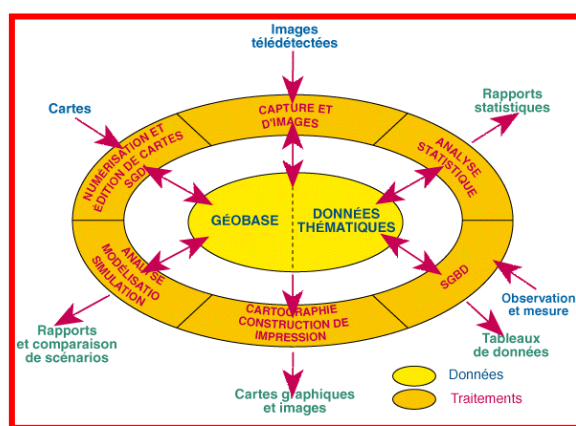 Images
télédétectées
Cartes
Rapports
statistiques
CAPTURE ET
D'IMAGES
NUMÉRISATION ET
ÉDITION DE CARTES
SGD
ANALYSE
STATISTIQUE
GÉOBASE
DONNÉES
THÉMATIQUES
ANALYSE
MODÉLISATIO
SIMULATION
SGBD
CARTOGRAPHIE
CONSTRUCTION DE
IMPRESSION
Observation
et mesure
Rapports
et comparaison
de scénarios
Tableaux
de données
Cartes graphiques
et images
Données
Traitements